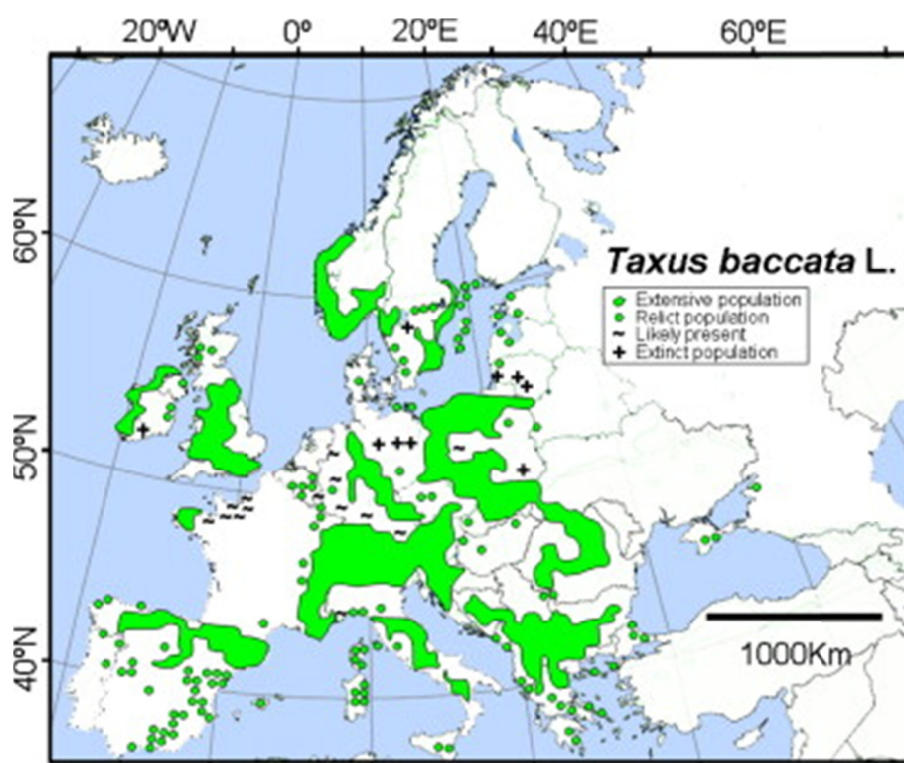 20ºW 0º 20ºE 40ºE 60ºE
60ºN
50ºN
40ºN
Taxus baccata L.
Extensive population
Relict population
~ Likely present
+ Extinct population
1000Km